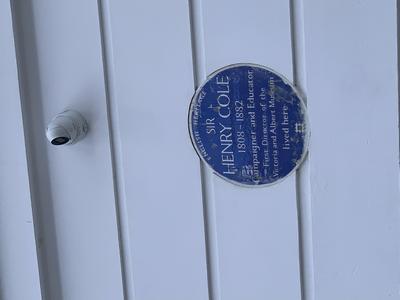 ENGLISH HERITAGE
SIR
HENRY COLE
1808-1882
Campaigner and Educator
First Director of the
Victoria and Albert Museum
lived here